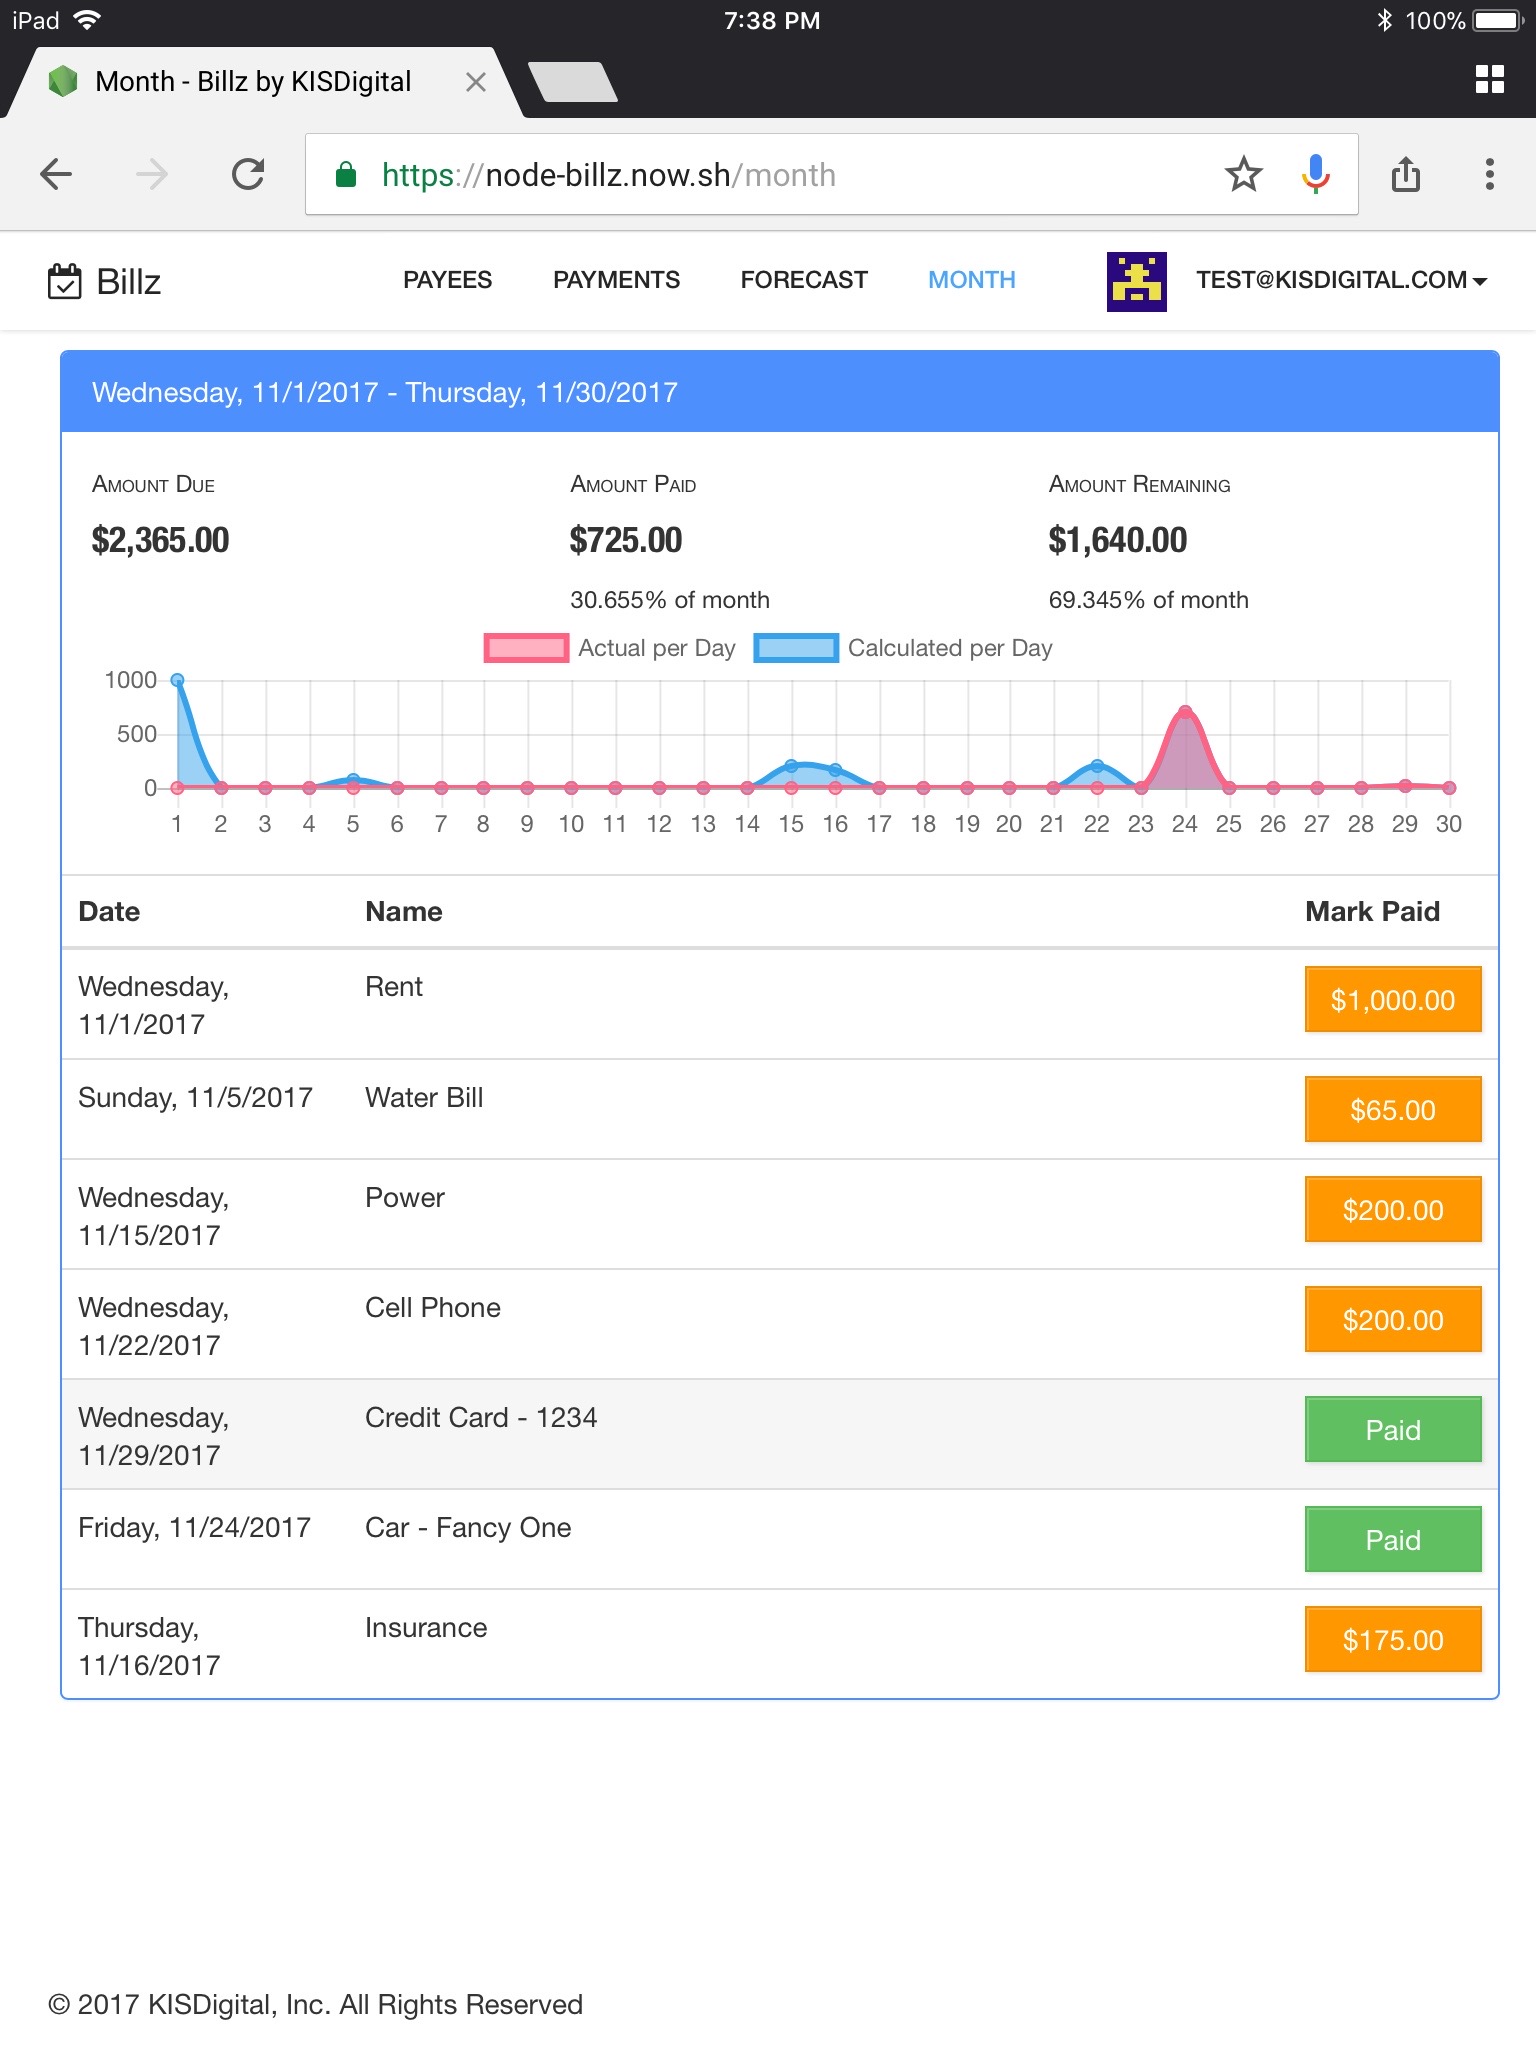 iPad 7:38 PM 100%
Month - Billz by KISDigital
https://node-billz.now.sh/month
Billz PAYEES PAYMENTS FORECAST MONTH TEST@KISDIGITAL.COM
Wednesday, 11/1/2017 - Thursday, 11/30/2017
Amount Due Amount Paid Amount Remaining
$2,365.00 $725.00 $1,640.00
30.655% of month 69.345% of month
Actual per Day Calculated per Day
1000
500
0
1 2 3 4 5 6 7 8 9 10 11 12 13 14 15 16 17 18 19 20 21 22 23 24 25 26 27 28 29 30
Date Name Mark Paid
Wednesday, Rent $1,000.00
11/1/2017
Sunday, 11/5/2017 Water Bill $65.00
Wednesday, Power $200.00
11/15/2017
Wednesday, Cell Phone $200.00
11/22/2017
Wednesday, Credit Card - 1234 Paid
11/29/2017
Friday, 11/24/2017 Car - Fancy One Paid
Thursday, Insurance $175.00
11/16/2017
© 2017 KISDigital, Inc. All Rights Reserved